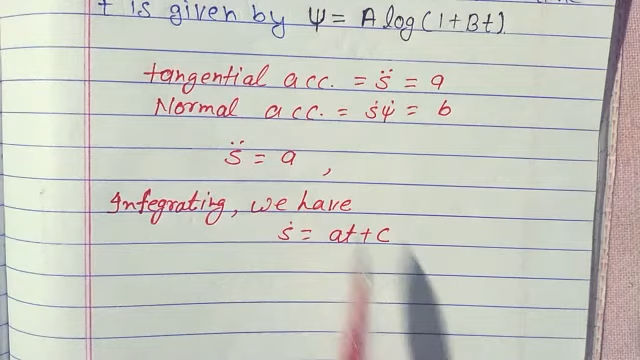 t is given by ψ = A log(1+Bt).
tangential acc. = s̈ = a
Normal acc. = ṡψ̇ = b
s̈ = a ,
Integrating, we have
ṡ = at + c